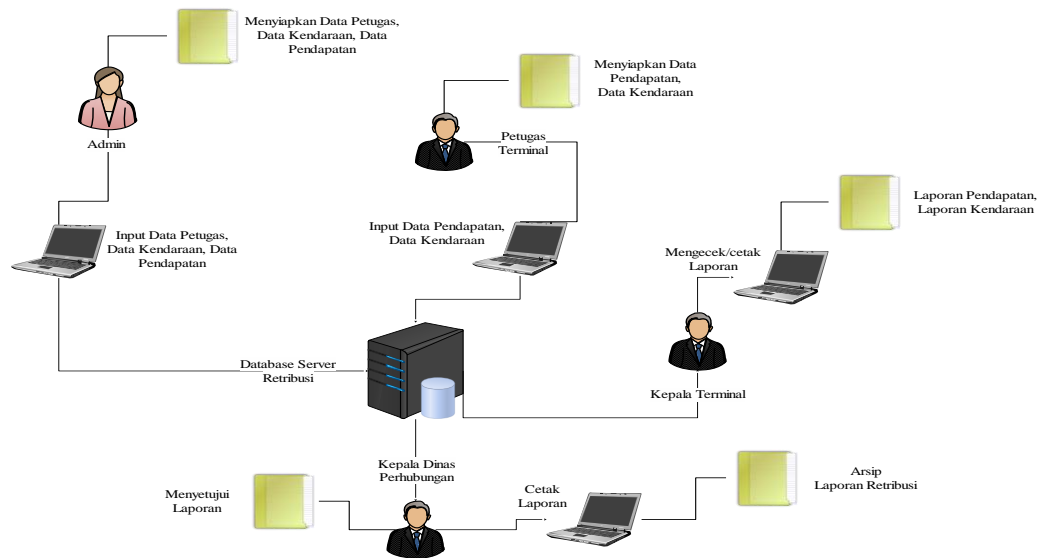 Menyiapkan Data Petugas,
Data Kendaraan, Data
Pendapatan
Admin
Input Data Petugas,
Data Kendaraan, Data
Pendapatan
Menyiapkan Data
Pendapatan,
Data Kendaraan
Petugas
Terminal
Input Data Pendapatan,
Data Kendaraan
Laporan Pendapatan,
Laporan Kendaraan
Mengecek/cetak
Laporan
Kepala Terminal
Database Server
Retribusi
Kepala Dinas
Perhubungan
Menyetujui
Laporan
Cetak
Laporan
Arsip
Laporan Retribusi